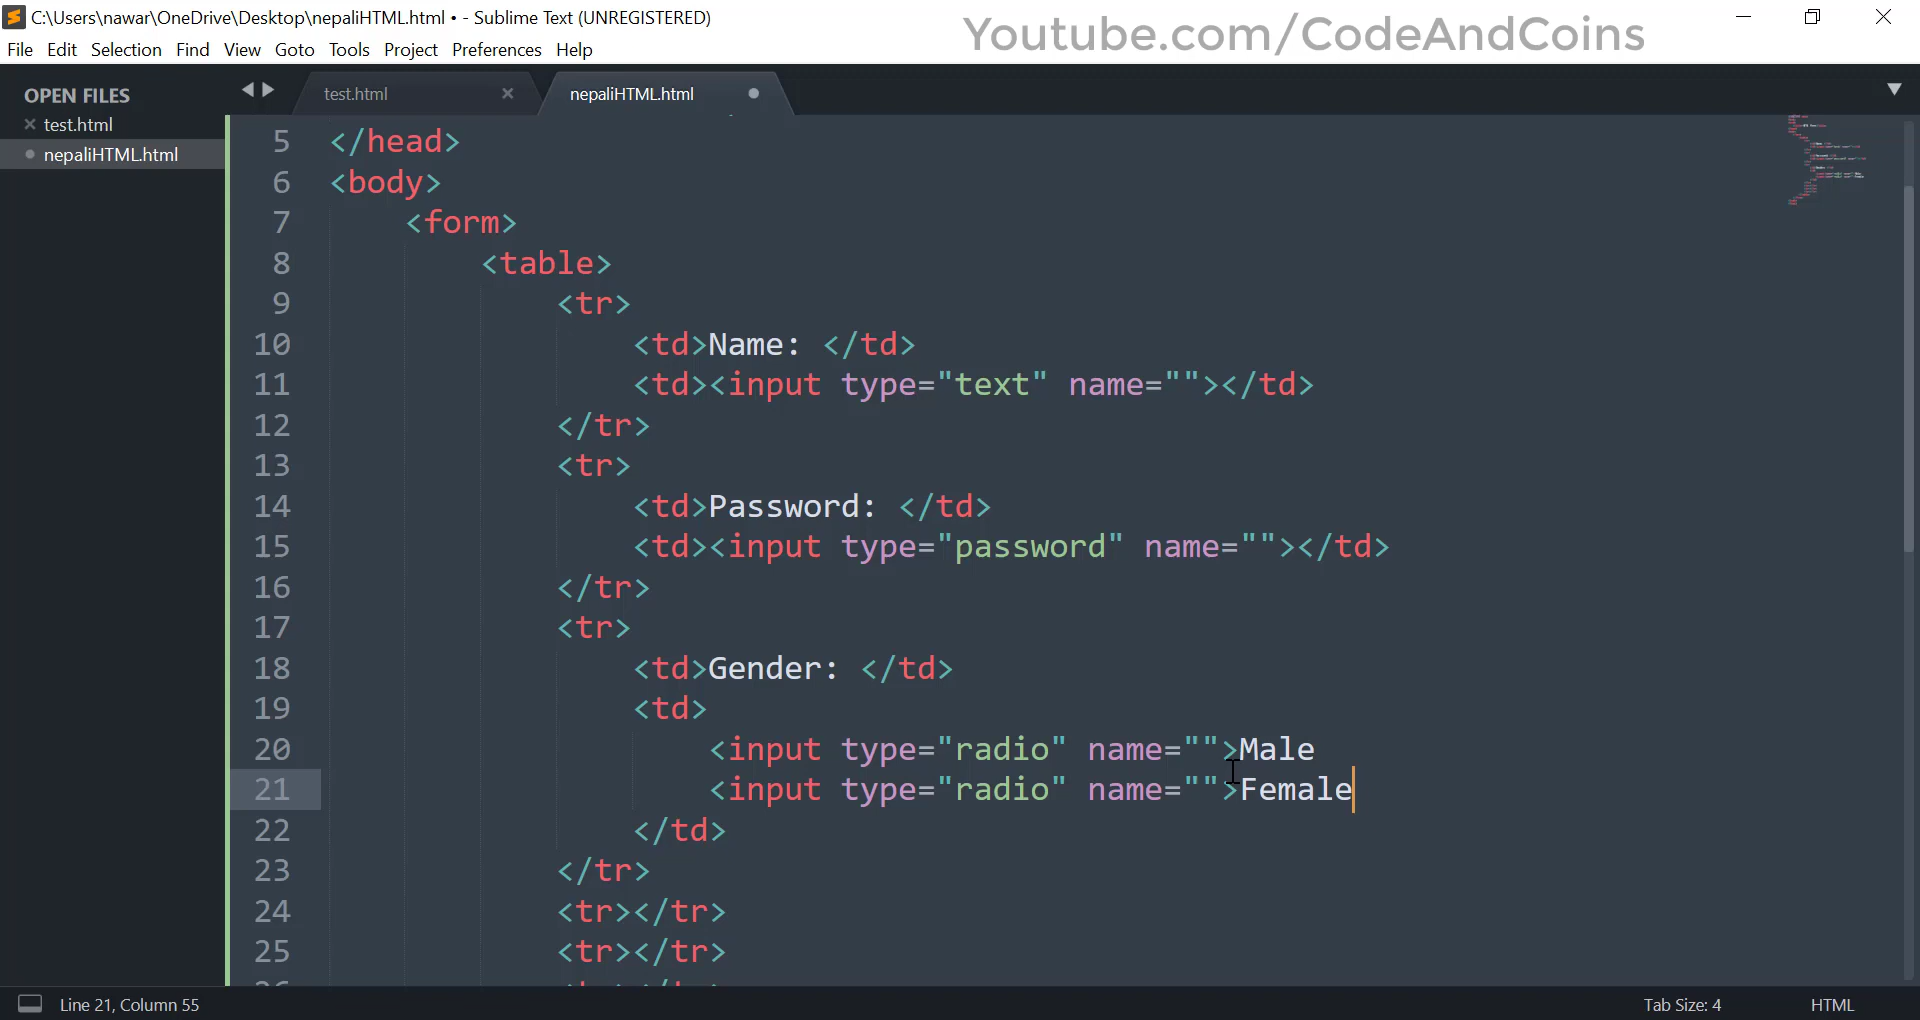 C:\Users\nawar\OneDrive\Desktop\nepaliHTML.html • - Sublime Text (UNREGISTERED)
Youtube.com/CodeAndCoins
File Edit Selection Find View Goto Tools Project Preferences Help
OPEN FILES
test.html
nepaliHTML.html
test.html
nepaliHTML.html
5 </head>
6 <body>
7 <form>
8 <table>
9 <tr>
10 <td>Name: </td>
11 <td><input type="text" name=""></td>
12 </tr>
13 <tr>
14 <td>Password: </td>
15 <td><input type="password" name=""></td>
16 </tr>
17 <tr>
18 <td>Gender: </td>
19 <td>
20 <input type="radio" name="">Male
21 <input type="radio" name="">Female
22 </td>
23 </tr>
24 <tr></tr>
25 <tr></tr>
Line 21, Column 55
Tab Size: 4
HTML